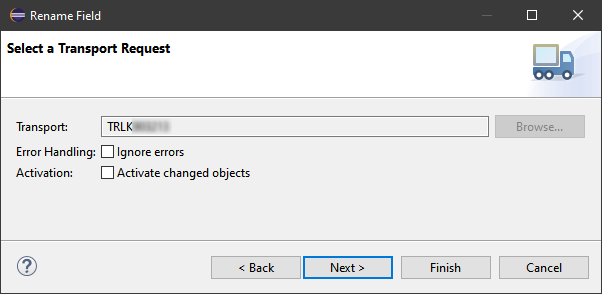 Rename Field
Select a Transport Request
Transport: TRLK
Error Handling: Ignore errors
Activation: Activate changed objects
Browse...
< Back
Next >
Finish
Cancel